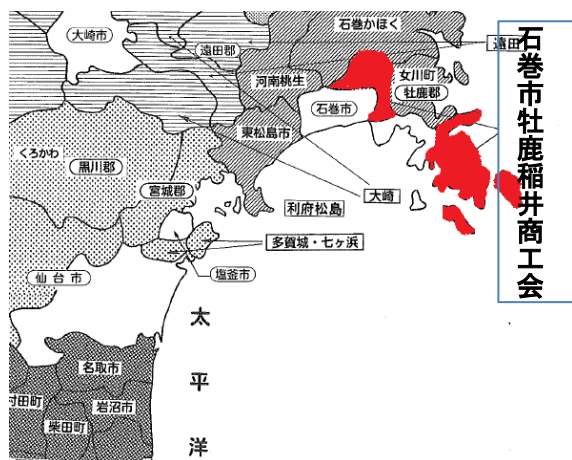 石巻かほく
大崎市
遠田郡
遠田
河南桃生
女川町
牡鹿郡
石巻市
東松島市
くろかわ
黒川郡
宮城郡
大崎
利府松島
多賀城・七ヶ浜
塩釜市
仙台市
太平洋
名取市
村田町
岩沼市
柴田町
石巻市牡鹿稲井商工会